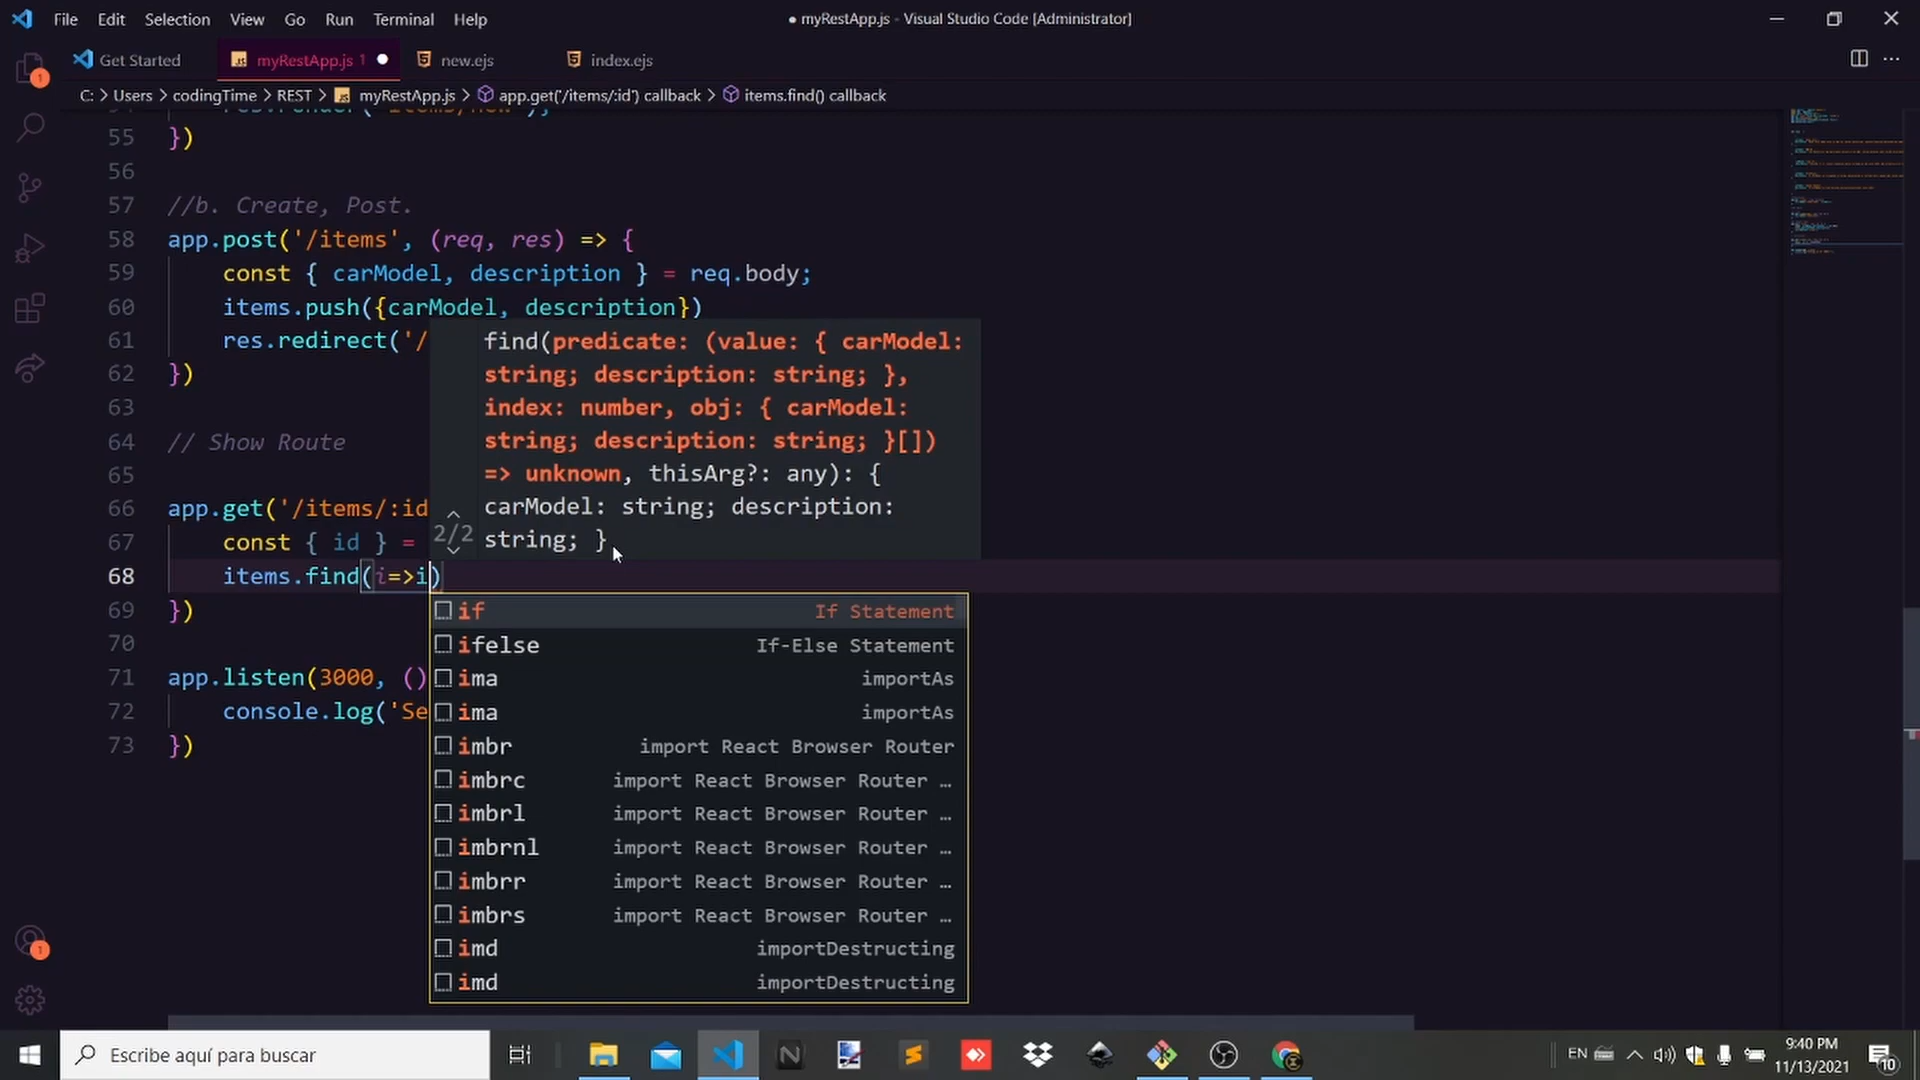 File Edit Selection View Go Run Terminal Help
● myRestApp.js - Visual Studio Code [Administrator]
Get Started
myRestApp.js 1 ●
new.ejs
index.ejs
C: > Users > codingTime > REST > myRestApp.js > app.get('/items/:id') callback > items.find() callback
55 })
56
57 //b. Create, Post.
58 app.post('/items', (req, res) => {
59 const { carModel, description } = req.body;
60 items.push({carModel, description})
61 res.redirect('/
62 })
63
64 // Show Route
65
66 app.get('/items/:id
67 const { id } =
68 items.find(i=>i)
69 })
70
71 app.listen(3000, ()
72 console.log('Se
73 })
find(predicate: (value: { carModel:
string; description: string; },
index: number, obj: { carModel:
string; description: string; }[])
=> unknown, thisArg?: any): {
carModel: string; description:
2/2 string; }
if If Statement
ifelse If-Else Statement
ima importAs
ima importAs
imbr import React Browser Router
imbrc import React Browser Router …
imbrl import React Browser Router …
imbrnl import React Browser Router …
imbrr import React Browser Router …
imbrs import React Browser Router …
imd importDestructing
imd importDestructing
1
1
Escribe aquí para buscar
EN
9:40 PM
11/13/2021
10